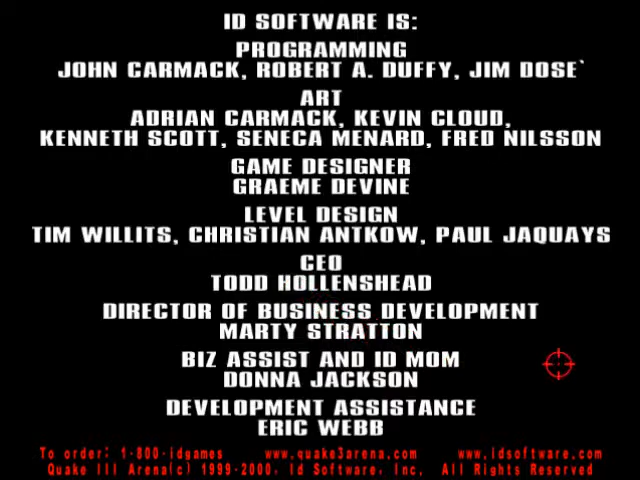 ID SOFTWARE IS:
PROGRAMMING
JOHN CARMACK, ROBERT A. DUFFY, JIM DOSE`
ART
ADRIAN CARMACK, KEVIN CLOUD,
KENNETH SCOTT, SENECA MENARD, FRED NILSSON
GAME DESIGNER
GRAEME DEVINE
LEVEL DESIGN
TIM WILLITS, CHRISTIAN ANTKOW, PAUL JAQUAYS
CEO
TODD HOLLENSHEAD
DIRECTOR OF BUSINESS DEVELOPMENT
MARTY STRATTON
BIZ ASSIST AND ID MOM
DONNA JACKSON
DEVELOPMENT ASSISTANCE
ERIC WEBB
To order: 1-800-idgames www.quake3arena.com www.idsoftware.com
Quake III Arena(c) 1999-2000, Id Software, Inc. All Rights Reserved